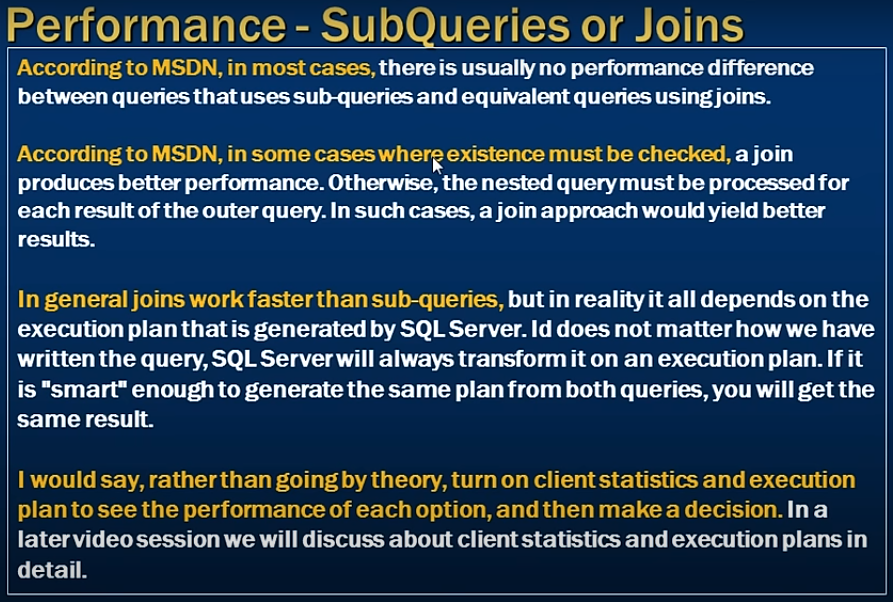 Performance - SubQueries or Joins
According to MSDN, in most cases, there is usually no performance difference
between queries that uses sub-queries and equivalent queries using joins.
According to MSDN, in some cases where existence must be checked, a join
produces better performance. Otherwise, the nested query must be processed for
each result of the outer query. In such cases, a join approach would yield better
results.
In general joins work faster than sub-queries, but in reality it all depends on the
execution plan that is generated by SQL Server. Id does not matter how we have
written the query, SQL Server will always transform it on an execution plan. If it
is "smart" enough to generate the same plan from both queries, you will get the
same result.
I would say, rather than going by theory, turn on client statistics and execution
plan to see the performance of each option, and then make a decision. In a
later video session we will discuss about client statistics and execution plans in
detail.